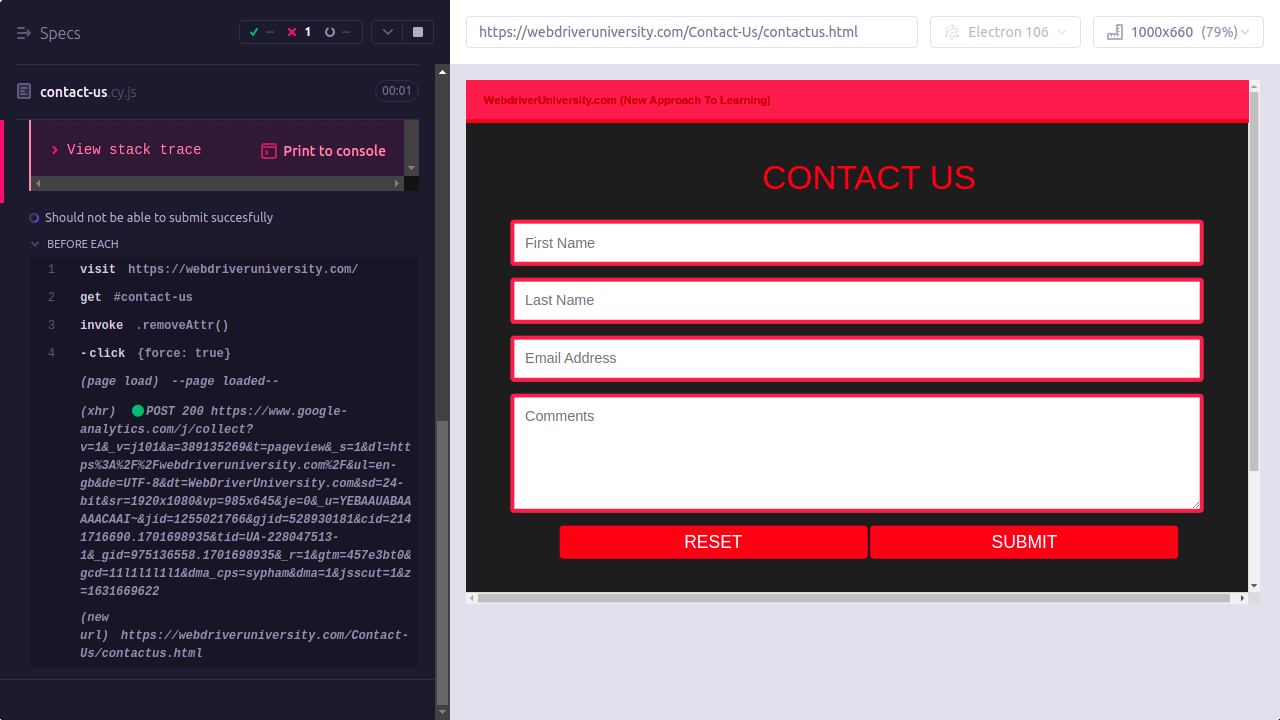 Specs
-- 1 --
contact-us.cy.js 00:01
View stack trace Print to console
Should not be able to submit succesfully
BEFORE EACH
1 visit https://webdriveruniversity.com/
2 get #contact-us
3 invoke .removeAttr()
4 -click {force: true}
(page load) --page loaded--
(xhr) POST 200 https://www.google-
analytics.com/j/collect?
v=1&_v=j101&a=389135269&t=pageview&_s=1&dl=htt
ps%3A%2F%2Fwebdriveruniversity.com%2F&ul=en-
gb&de=UTF-8&dt=WebDriverUniversity.com&sd=24-
bit&sr=1920x1080&vp=985x645&je=0&_u=YEBAAUABAA
AAACAAI~&jid=1255021766&gjid=528930181&cid=214
1716690.1701698935&tid=UA-228047513-
1&_gid=975136558.1701698935&_r=1&gtm=457e3bt0&
gcd=11l1l1l1l1&dma_cps=sypham&dma=1&jsscut=1&z
=1631669622
(new
url) https://webdriveruniversity.com/Contact-
Us/contactus.html
https://webdriveruniversity.com/Contact-Us/contactus.html
Electron 106
1000x660 (79%)
WebdriverUniversity.com (New Approach To Learning)
CONTACT US
First Name
Last Name
Email Address
Comments
RESET SUBMIT